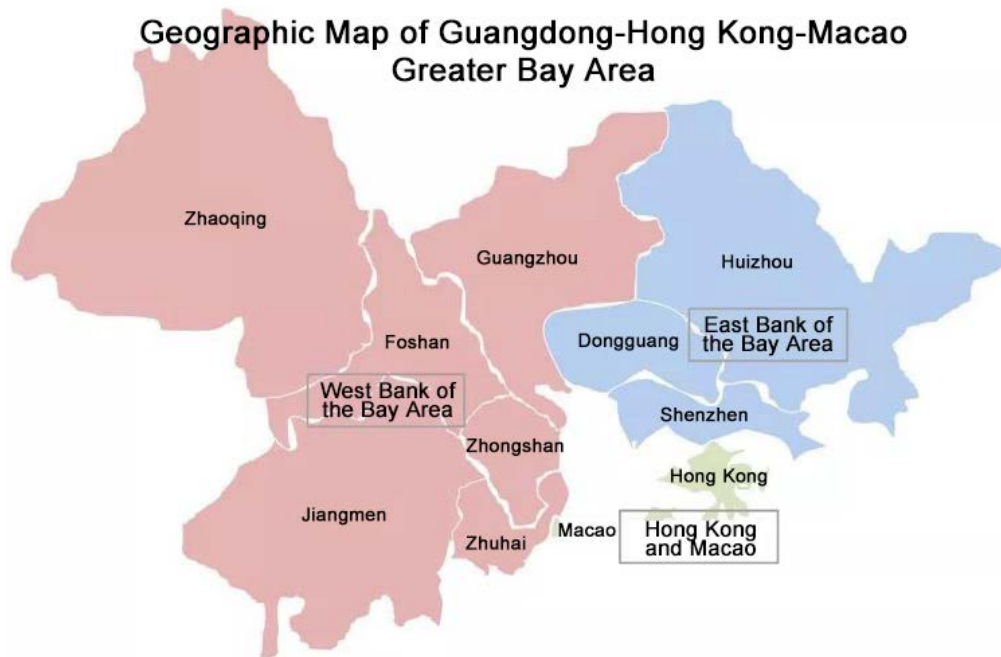 Geographic Map of Guangdong-Hong Kong-Macao
Greater Bay Area
Zhaoqing
Guangzhou
Huizhou
Foshan
Dongguang
East Bank of
the Bay Area
West Bank of
the Bay Area
Shenzhen
Zhongshan
Hong Kong
Jiangmen
Zhuhai
Macao
Hong Kong
and Macao